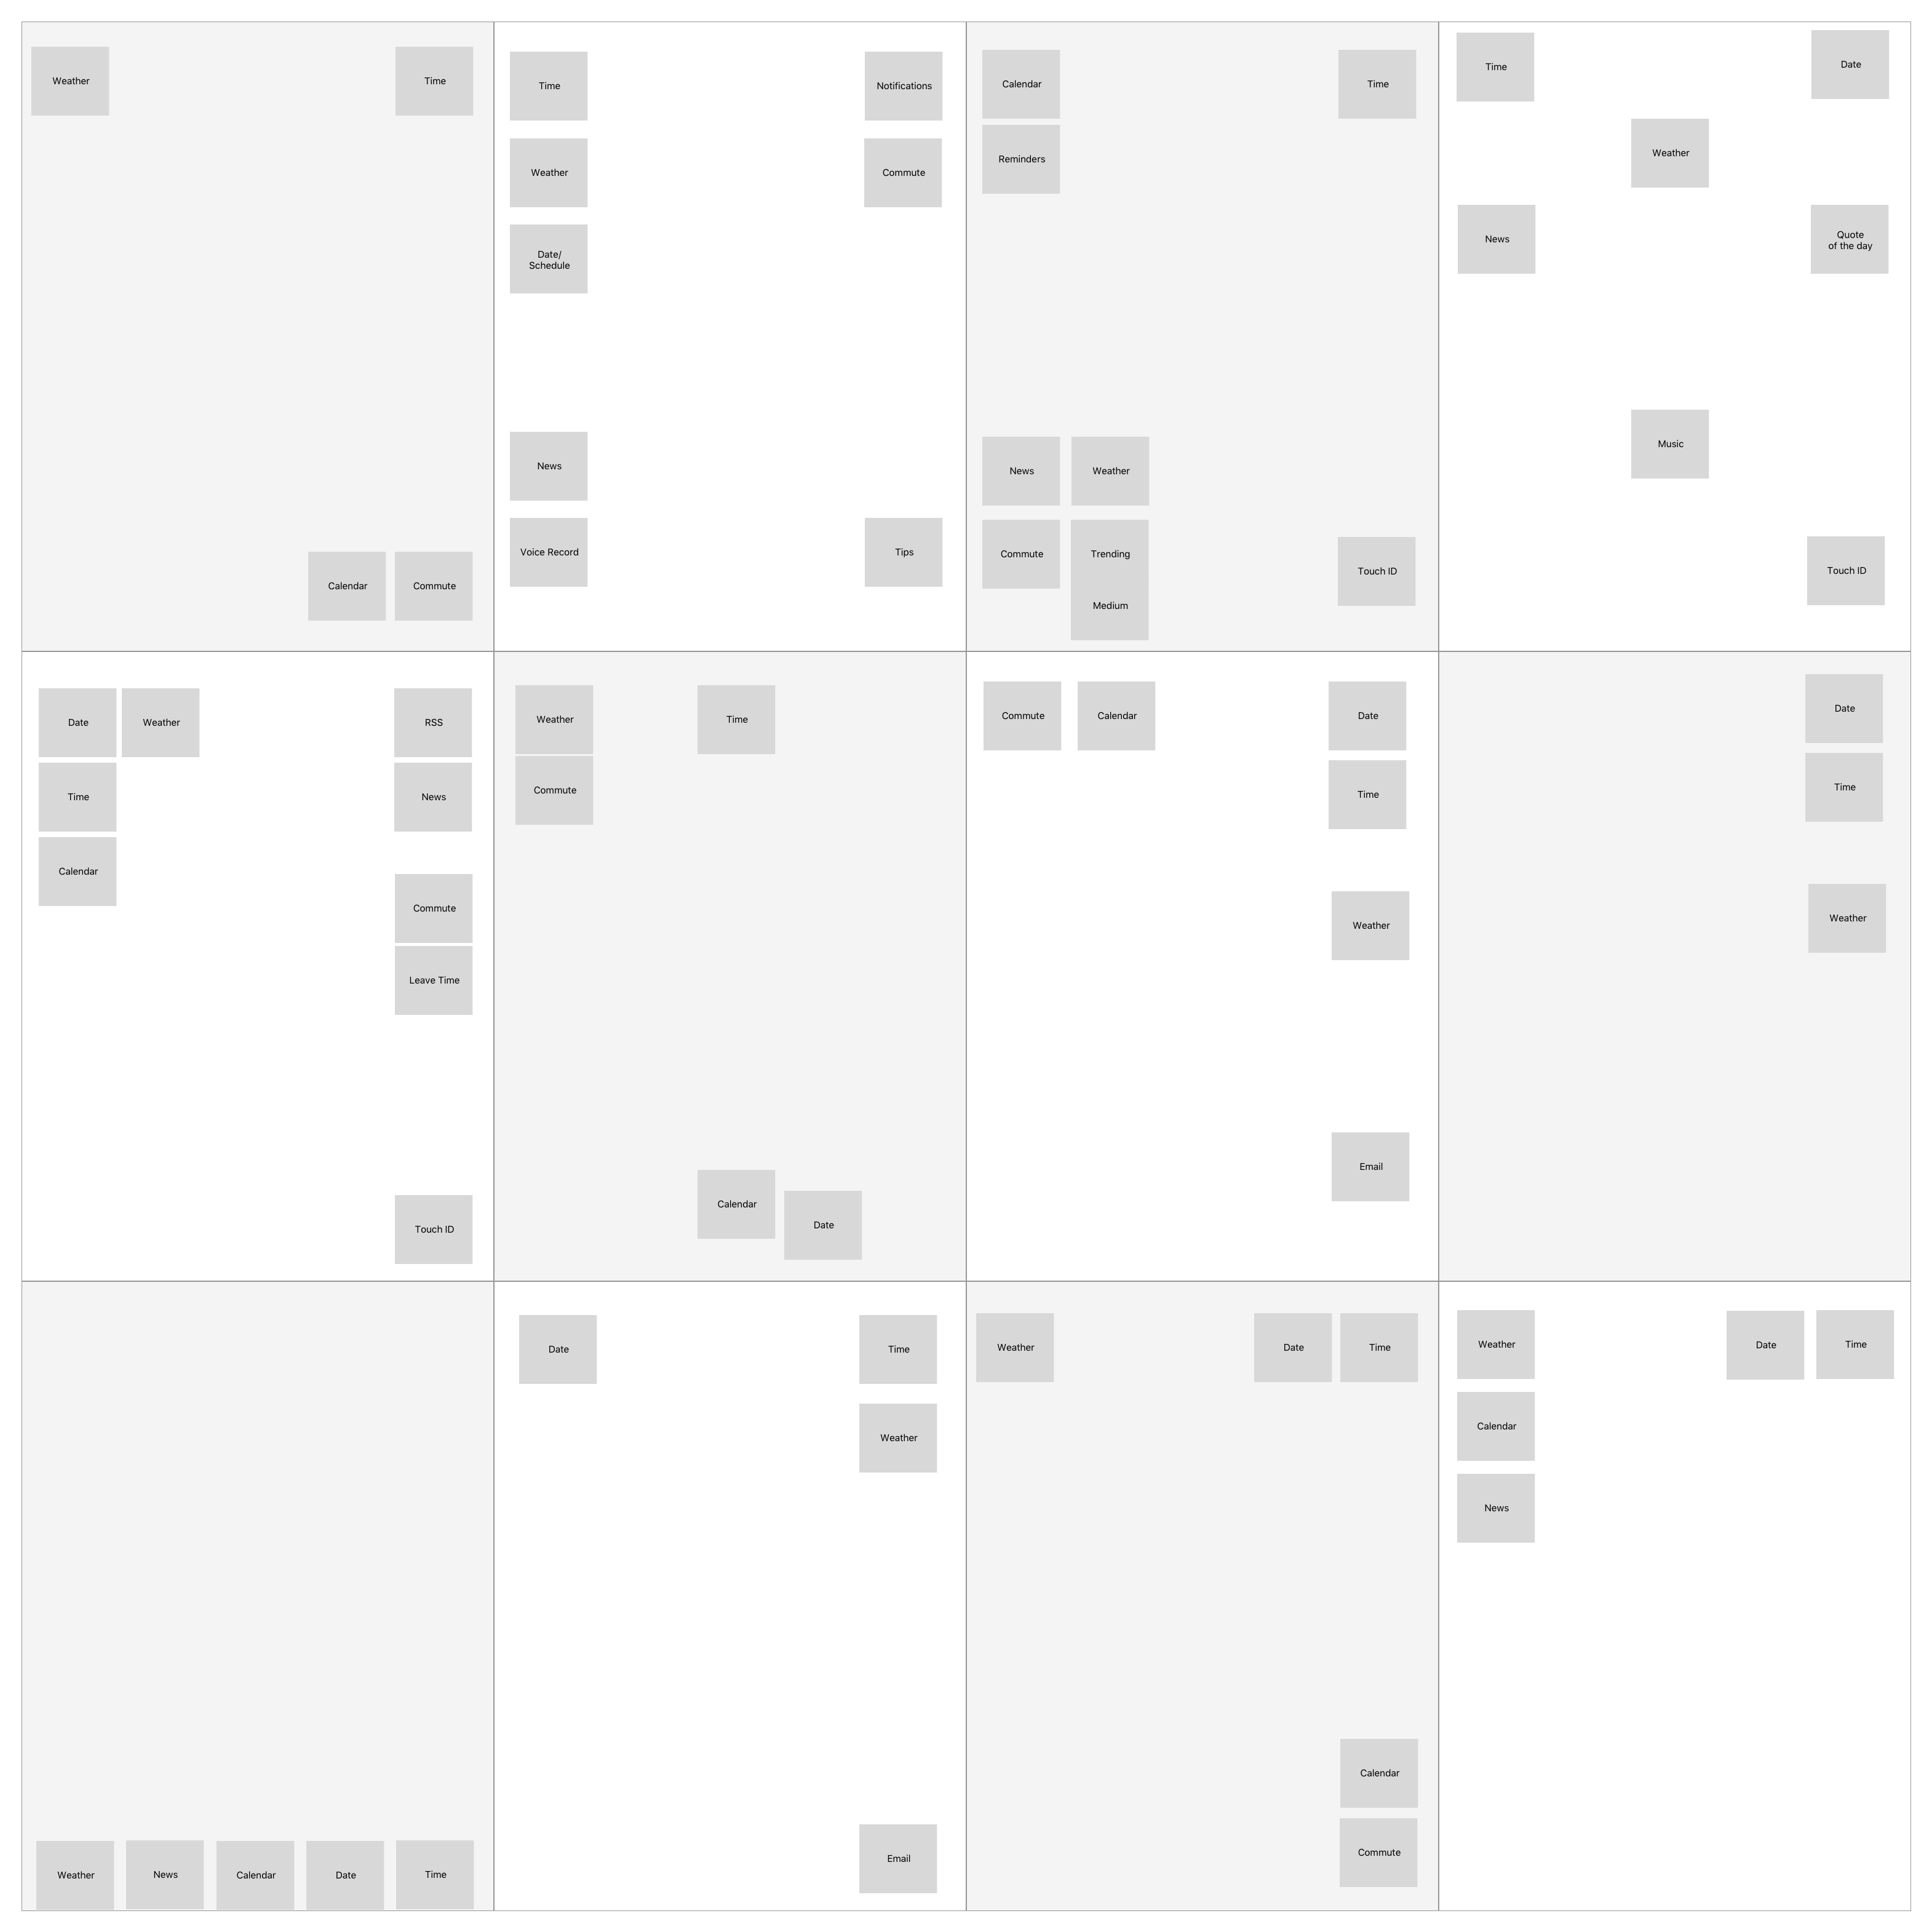 Weather
Time
Calendar
Commute
Time
Notifications
Weather
Commute
Date/
Schedule
News
Voice Record
Tips
Calendar
Time
Reminders
News
Weather
Commute
Trending
Touch ID
Medium
Time
Date
Weather
News
Quote
of the day
Music
Touch ID
Date
Weather
RSS
Time
News
Calendar
Commute
Leave Time
Touch ID
Weather
Time
Commute
Calendar
Date
Commute
Calendar
Date
Time
Weather
Email
Date
Time
Weather
Weather
News
Calendar
Date
Time
Date
Time
Weather
Email
Weather
Date
Time
Calendar
Commute
Weather
Date
Time
Calendar
News